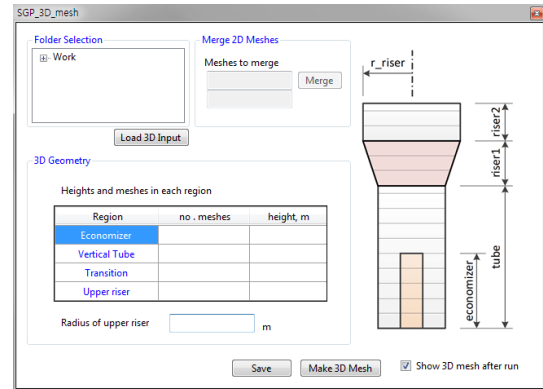 SGP_3D_mesh
Folder Selection
Work
Load 3D Input
Merge 2D Meshes
Meshes to merge
Merge
3D Geometry
Heights and meshes in each region
Region no . meshes height, m
Economizer
Vertical Tube
Transition
Upper riser
Radius of upper riser m
r_riser
riser2
riser1
tube
economizer
Save Make 3D Mesh Show 3D mesh after run